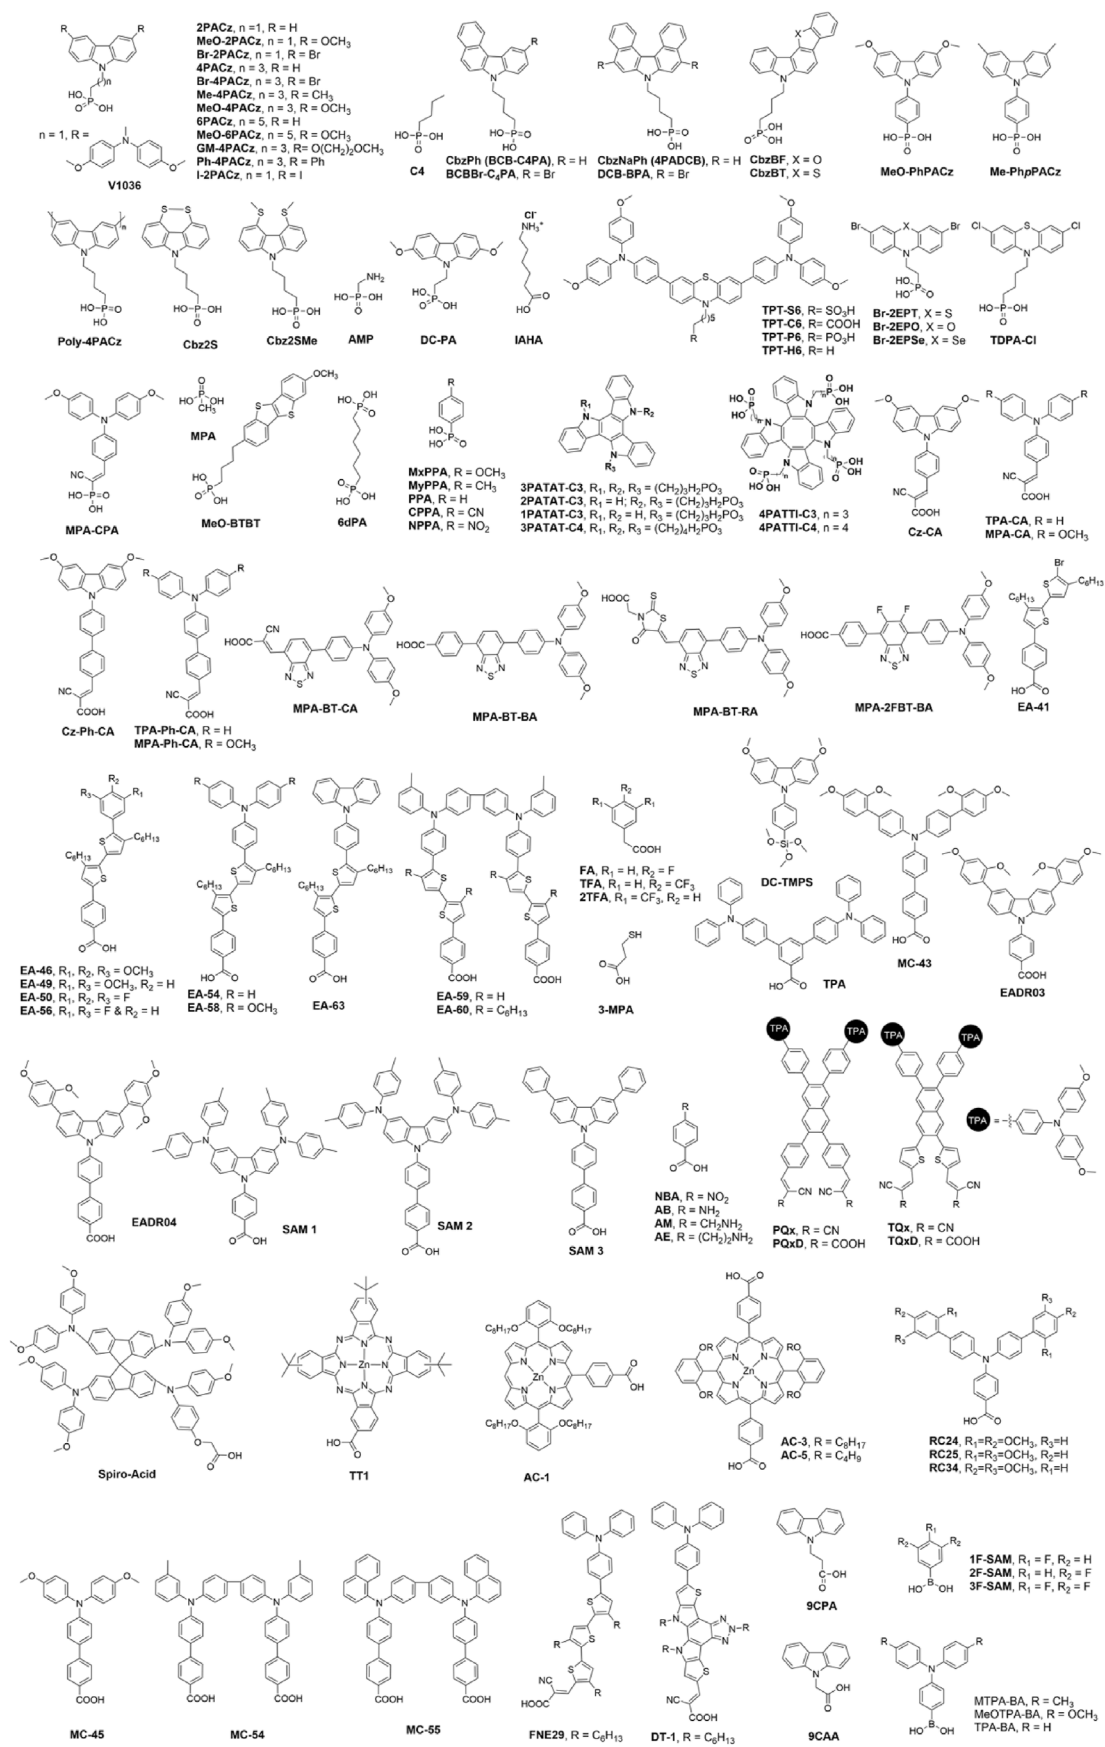 2PACz, n =1, R = H
MeO-2PACz, n = 1, R = OCH3
Br-2PACz, n = 1, R = Br
4PACz, n = 3, R = H
Br-4PACz, n = 3, R = Br
Me-4PACz, n = 3, R = CH3
MeO-4PACz, n = 3, R = OCH3
6PACz, n = 5, R = H
MeO-6PACz, n = 5, R = OCH3
GM-4PACz, n = 3, R= O(CH2)2OCH3
Ph-4PACz, n = 3, R = Ph
I-2PACz, n = 1, R = I
n = 1, R =
V1036
C4
CbzPh (BCB-C4PA), R = H
BCBBr-C4PA, R = Br
CbzNaPh (4PADCB), R = H
DCB-BPA, R = Br
CbzBF, X = O
CbzBT, X = S
MeO-PhPACz
Me-PhpPACz
Poly-4PACz
Cbz2S
Cbz2SMe
AMP
DC-PA
IAHA
TPT-S6, R= SO3H
TPT-C6, R= COOH
TPT-P6, R= PO3H
TPT-H6, R= H
Br-2EPT, X = S
Br-2EPO, X = O
Br-2EPSe, X = Se
TDPA-Cl
MPA-CPA
MPA
MeO-BTBT
6dPA
MxPPA, R = OCH3
MyPPA, R = CH3
PPA, R = H
CPPA, R = CN
NPPA, R = NO2
3PATAT-C3, R1, R2, R3 = (CH2)3H2PO3
2PATAT-C3, R1 = H; R2, R3 = (CH2)3H2PO3
1PATAT-C3, R1, R2 = H, R3 = (CH2)3H2PO3
3PATAT-C4, R1, R2, R3 = (CH2)4H2PO3
4PATTI-C3, n = 3
4PATTI-C4, n = 4
Cz-CA
TPA-CA, R = H
MPA-CA, R = OCH3
Cz-Ph-CA
TPA-Ph-CA, R = H
MPA-Ph-CA, R = OCH3
MPA-BT-CA
MPA-BT-BA
MPA-BT-RA
MPA-2FBT-BA
EA-41
EA-46, R1, R2, R3 = OCH3
EA-49, R1, R3 = OCH3, R2 = H
EA-50, R1, R2, R3 = F
EA-56, R1, R3 = F & R2 = H
EA-54, R = H
EA-58, R = OCH3
EA-63
EA-59, R = H
EA-60, R = C6H13
FA, R1 = H, R2 = F
TFA, R1 = H, R2 = CF3
2TFA, R1 = CF3, R2 = H
3-MPA
DC-TMPS
TPA
MC-43
EADR03
EADR04
SAM 1
SAM 2
SAM 3
NBA, R = NO2
AB, R = NH2
AM, R = CH2NH2
AE, R = (CH2)2NH2
PQx, R = CN
PQxD, R = COOH
TQx, R = CN
TQxD, R = COOH
TPA =
Spiro-Acid
TT1
AC-1
AC-3, R = C8H17
AC-5, R = C4H9
RC24, R1=R2=OCH3, R3=H
RC25, R1=R3=OCH3, R2=H
RC34, R2=R3=OCH3, R1=H
MC-45
MC-54
MC-55
FNE29, R = C6H13
DT-1, R = C6H13
9CPA
9CAA
1F-SAM, R1 = F, R2 = H
2F-SAM, R1 = H, R2 = F
3F-SAM, R1 = F, R2 = F
MTPA-BA, R = CH3
MeOTPA-BA, R = OCH3
TPA-BA, R = H